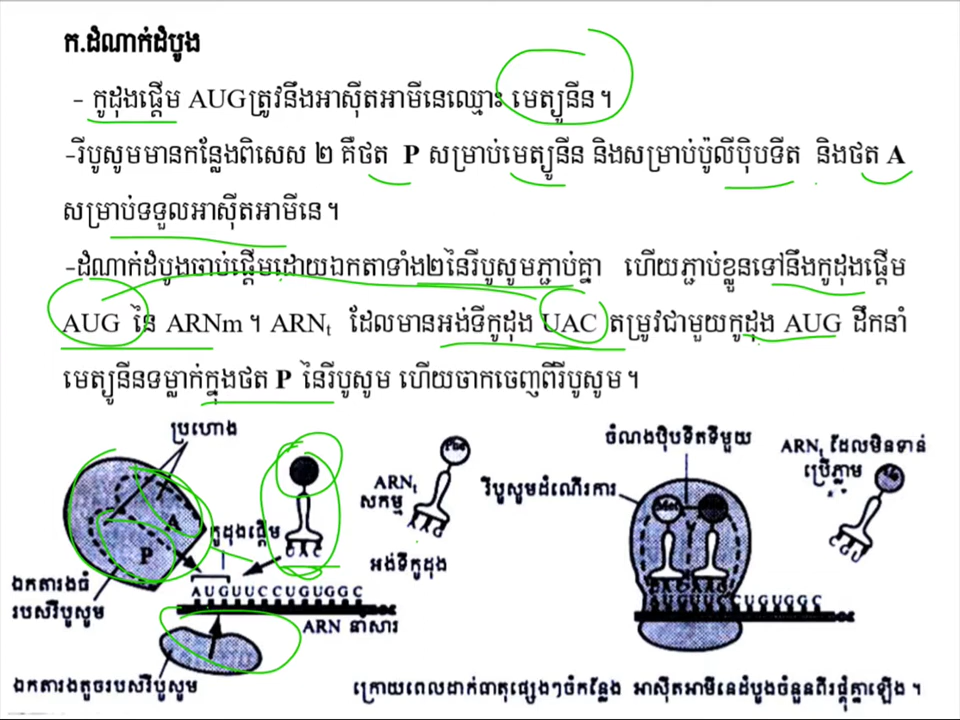 ក.ដំណាក់ដំបូង
- កូដុងផ្តើម AUGត្រូវនឹងអាស៊ីតអាមីនេឈ្មោះ មេត្យូនីន។
-រីបូសូមមានកន្លែងពិសេស ២ គឺថត P សម្រាប់មេត្យូនីន និងសម្រាប់ប៉ូលីប៉ិបទីត និងថត A
សម្រាប់ទទួលអាស៊ីតអាមីនេ។
-ដំណាក់ដំបូងចាប់ផ្តើមដោយឯកតាទាំង២នៃរីបូសូមភ្ជាប់គ្នា ហើយភ្ជាប់ខ្លួនទៅនឹងកូដុងផ្តើម
AUG នៃ ARNm។ ARNt ដែលមានអង់ទីកូដុង UAC តម្រូវជាមួយកូដុង AUG ដឹកនាំ
មេត្យូនីនទម្លាក់ក្នុងថត P នៃរីបូសូម ហើយចាកចេញពីរីបូសូម។
ប្រហោង
A
P
កូដុងផ្តើម
UAC
AUGUUCCUGUGGC
ARN នាំសារ
ឯកតារងធំ
របស់រីបូសូម
ឯកតារងតូចរបស់រីបូសូម
ARNt
សកម្ម
អង់ទីកូដុង
ចំណងប៉ិបទិតទីមួយ
រីបូសូមដំណើរការ
ARNt ដែលមិនទាន់
ប្រើភ្លាម
AUGUUCCUGUGGC
ក្រោយពេលដាក់ធាតុផ្សេងៗចំកន្លែង អាស៊ីតអាមីនេដំបូងចំនួនពីរផ្គុំគ្នាឡើង។